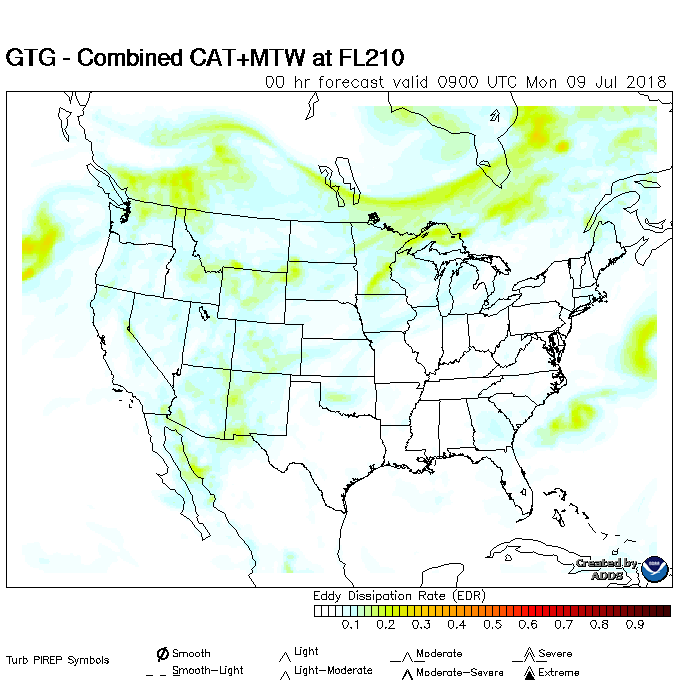 GTG - Combined CAT+MTW at FL210
00 hr forecast valid 0900 UTC Mon 09 Jul 2018
Created by
ADDS
Eddy Dissipation Rate (EDR)
0.1 0.2 0.3 0.4 0.5 0.6 0.7 0.8 0.9
Turb PIREP Symbols
Smooth Light Moderate Severe
Smooth-Light Light-Moderate Moderate-Severe Extreme